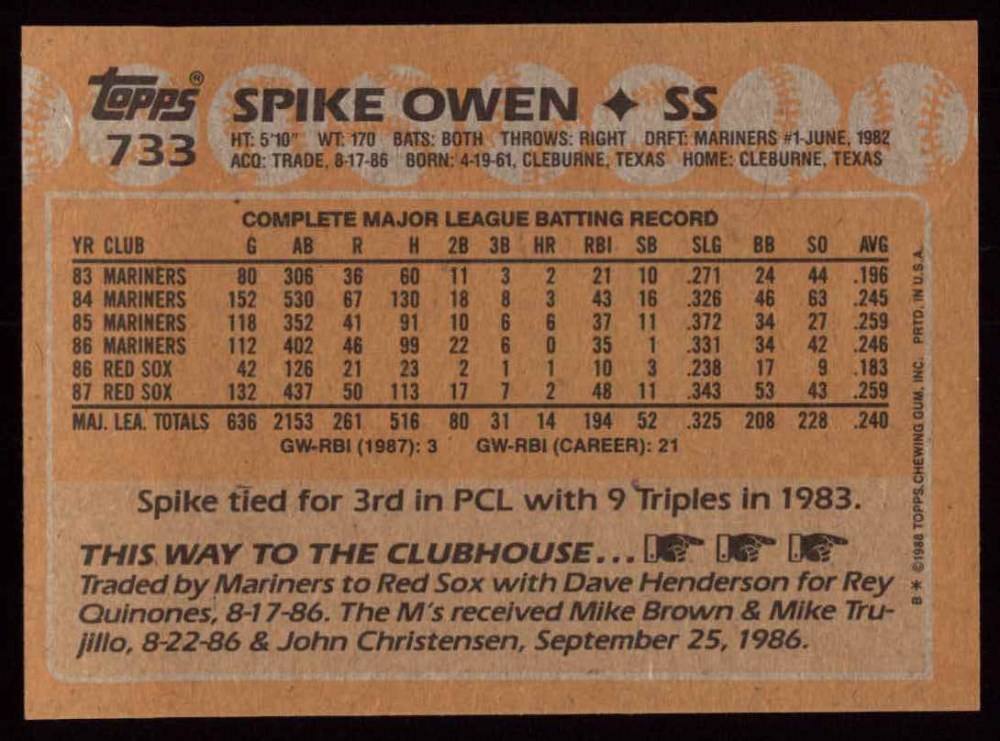 Topps®
733
SPIKE OWEN ✦ SS
HT: 5'10" WT: 170 BATS: BOTH THROWS: RIGHT DRFT: MARINERS #1-JUNE, 1982
ACQ: TRADE, 8-17-86 BORN: 4-19-61, CLEBURNE, TEXAS HOME: CLEBURNE, TEXAS
COMPLETE MAJOR LEAGUE BATTING RECORD
YR CLUB G AB R H 2B 3B HR RBI SB SLG BB SO AVG
83 MARINERS 80 306 36 60 11 3 2 21 10 .271 24 44 .196
84 MARINERS 152 530 67 130 18 8 3 43 16 .326 46 63 .245
85 MARINERS 118 352 41 91 10 6 6 37 11 .372 34 27 .259
86 MARINERS 112 402 46 99 22 6 0 35 1 .331 34 42 .246
86 RED SOX 42 126 21 23 2 1 1 10 3 .238 17 9 .183
87 RED SOX 132 437 50 113 17 7 2 48 11 .343 53 43 .259
MAJ. LEA. TOTALS 636 2153 261 516 80 31 14 194 52 .325 208 228 .240
GW-RBI (1987): 3 GW-RBI (CAREER): 21
Spike tied for 3rd in PCL with 9 Triples in 1983.
THIS WAY TO THE CLUBHOUSE...
Traded by Mariners to Red Sox with Dave Henderson for Rey
Quinones, 8-17-86. The M's received Mike Brown & Mike Tru-
jillo, 8-22-86 & John Christensen, September 25, 1986.
B * ©1988 TOPPS CHEWING GUM, INC. PRTD. IN U.S.A.